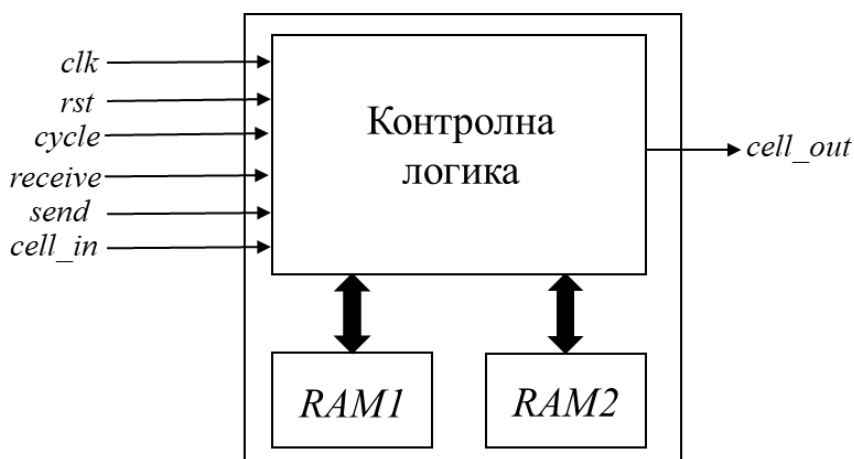 clk
rst
cycle
receive
send
cell_in
Контролна
логика
cell_out
RAM1
RAM2